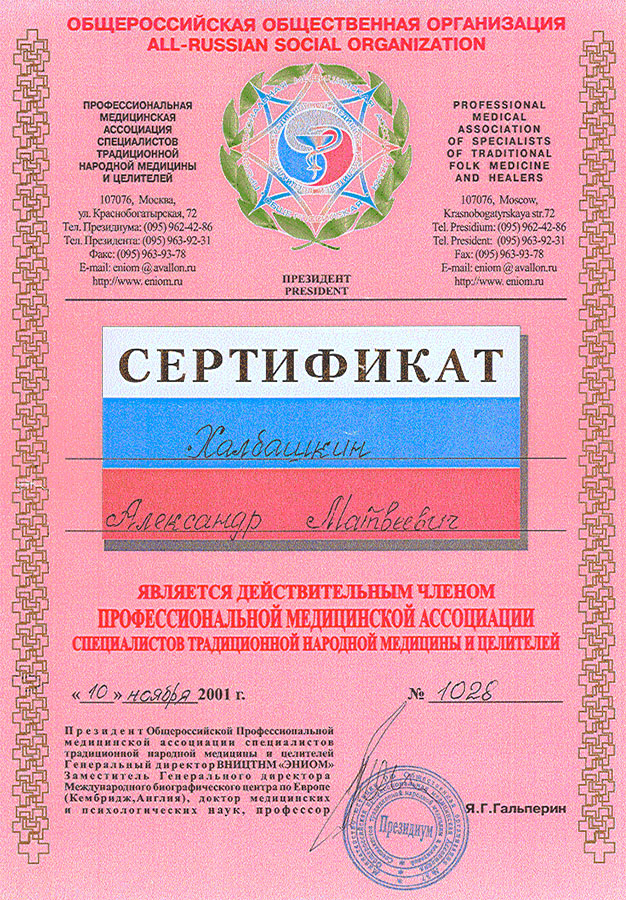 ОБЩЕРОССИЙСКАЯ ОБЩЕСТВЕННАЯ ОРГАНИЗАЦИЯ
ALL-RUSSIAN SOCIAL ORGANIZATION
ПРОФЕССИОНАЛЬНАЯ
МЕДИЦИНСКАЯ
АССОЦИАЦИЯ
СПЕЦИАЛИСТОВ
ТРАДИЦИОННОЙ
НАРОДНОЙ МЕДИЦИНЫ
И ЦЕЛИТЕЛЕЙ
107076, Москва,
ул. Краснобогатырская, 72
Тел. Президиума: (095) 962-42-86
Тел. Президента: (095) 963-92-31
Факс: (095) 963-93-78
E-mail: eniom @ avallon.ru
http://www. eniom.ru
PROFESSIONAL
MEDICAL
ASSOCIATION
OF SPECIALISTS
OF TRADITIONAL
FOLK MEDICINE
AND HEALERS
107076, Moscow,
Krasnobogatyrskaya str.72
Tel. Presidium: (095) 962-42-86
Tel. President: (095) 963-92-31
Fax: (095) 963-93-78
E-mail: eniom @ avallon.ru
http://www. eniom.ru
ПРЕЗИДЕНТ
PRESIDENT
СЕРТИФИКАТ
Халбашкин
Александр Матвеевич
ЯВЛЯЕТСЯ ДЕЙСТВИТЕЛЬНЫМ ЧЛЕНОМ
ПРОФЕССИОНАЛЬНОЙ МЕДИЦИНСКОЙ АССОЦИАЦИИ
СПЕЦИАЛИСТОВ ТРАДИЦИОННОЙ НАРОДНОЙ МЕДИЦИНЫ И ЦЕЛИТЕЛЕЙ
« 10 » ноября 2001 г. № 1028
Президент Общероссийской Профессиональной
медицинской ассоциации специалистов
традиционной народной медицины и целителей
Генеральный директор ВНИЦТНМ «ЭНИОМ»
Заместитель Генерального директора
Международного биографического центра по Европе
(Кембридж,Англия), доктор медицинских
и психологических наук, профессор
Я.Г.Гальперин
Президиум